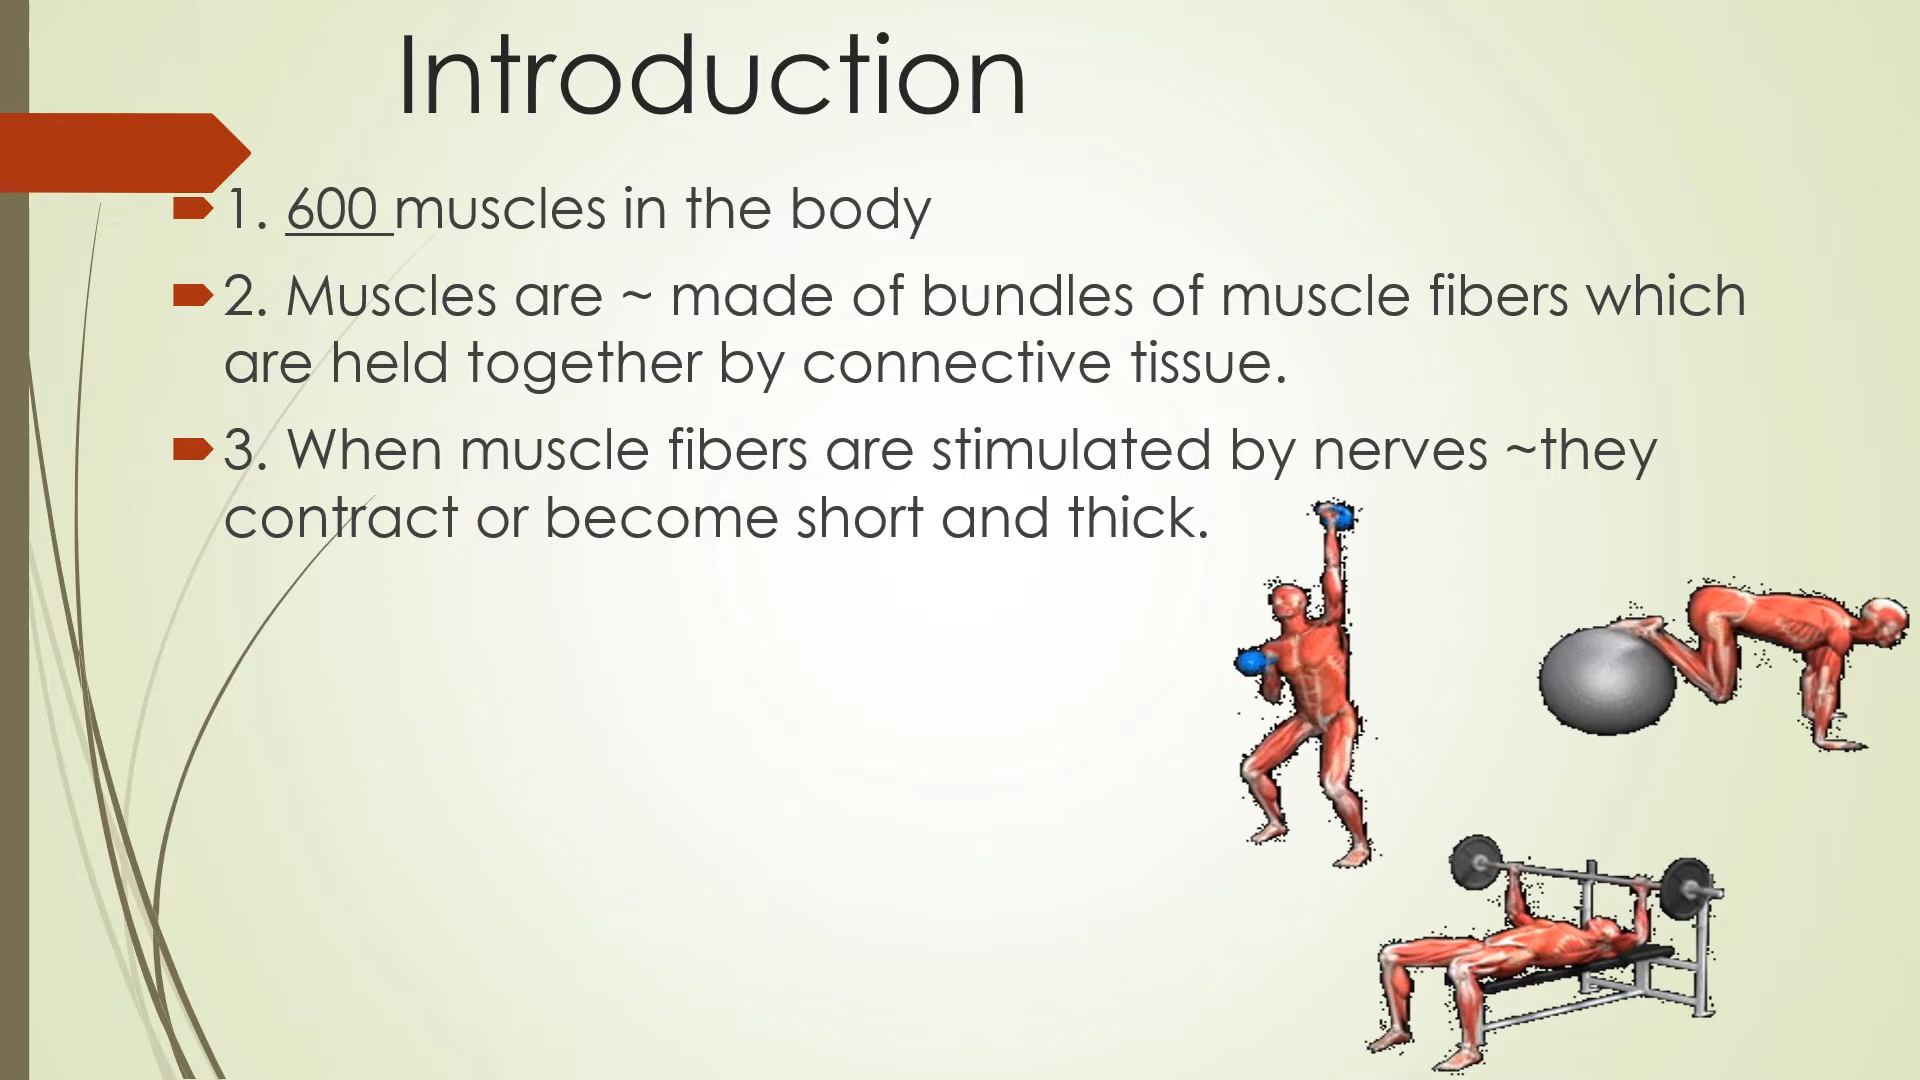 Introduction
1. 600 muscles in the body
2. Muscles are ~ made of bundles of muscle fibers which
are held together by connective tissue.
3. When muscle fibers are stimulated by nerves ~they
contract or become short and thick.